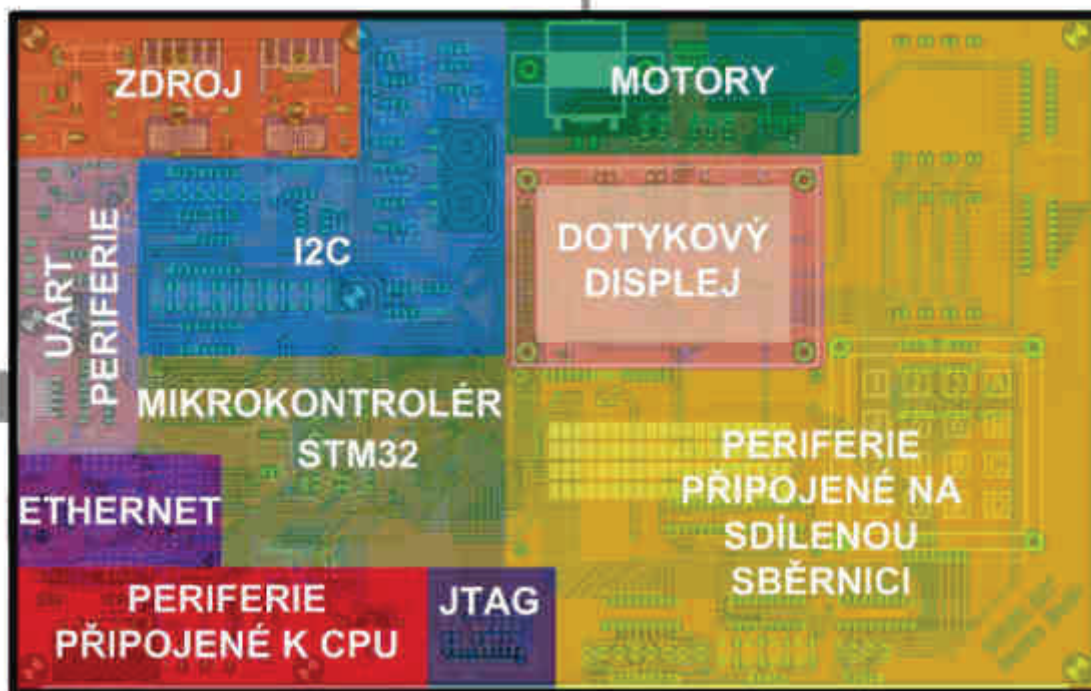 ZDROJ
MOTORY
UART
PERIFERIE
I2C
DOTYKOVÝ
DISPLEJ
MIKROKONTROLÉR
STM32
PERIFERIE
PŘIPOJENÉ NA
SDÍLENOU
SBĚRNICI
ETHERNET
PERIFERIE
PŘIPOJENÉ K CPU
JTAG